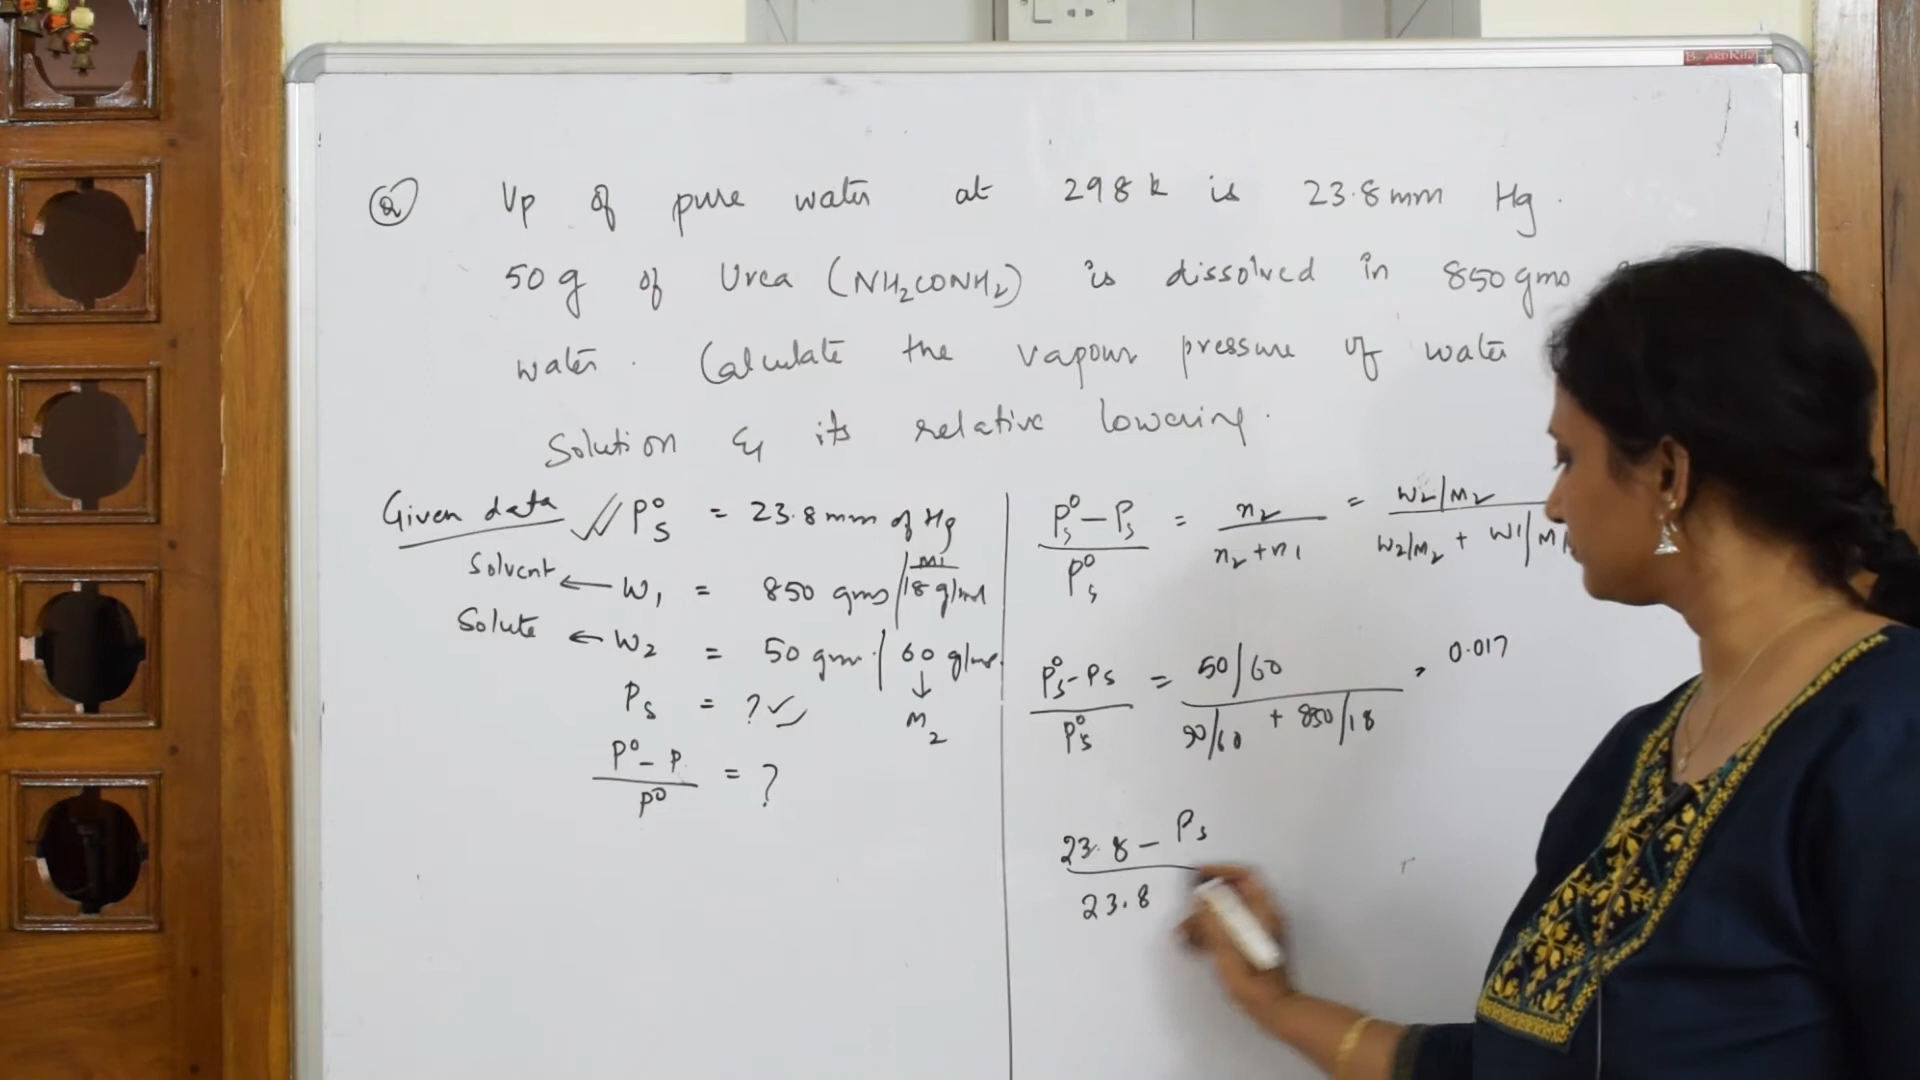 BOARDKING
Q Vp of pure water at 298 k is 23.8 mm Hg.
50 g of Urea (NH₂CONH₂) is dissolved in 850 gms
water. Calculate the vapour pressure of water
Solution & its relative lowering.
Given data P°s = 23.8 mm of Hg
Solvent ← W₁ = 850 gms / M₁ 18 g/mol
Solute ← W₂ = 50 gm / 60 g/mol
↓
M₂
Ps = ?
P° - P / P° = ?
P°s - Ps / P°s = n₂ / n₂ + n₁ = W₂/M₂ / W₂/M₂ + W1/M
P°s - Ps / P°s = 50/60 / 50/60 + 850/18 , 0.017
23.8 - Ps / 23.8